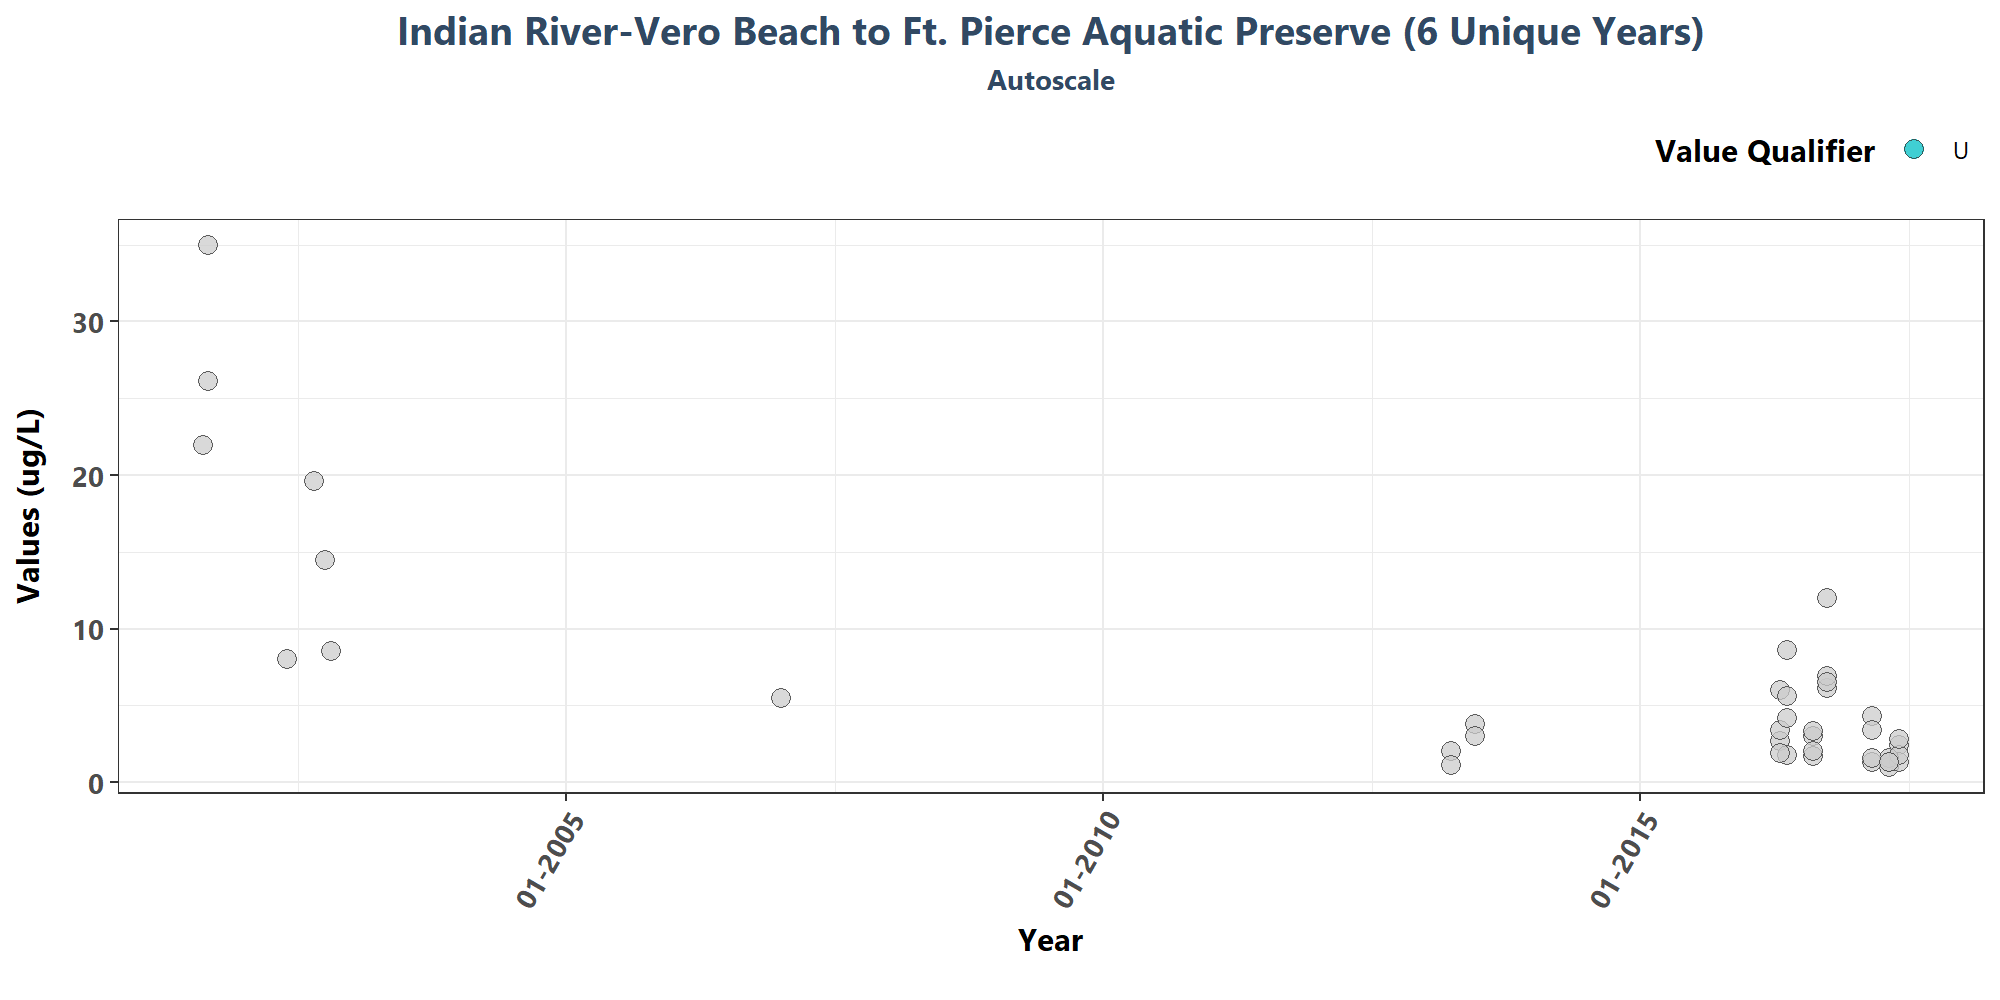 Indian River-Vero Beach to Ft. Pierce Aquatic Preserve (6 Unique Years)
Autoscale
Value Qualifier U
30
20
10
0
Values (ug/L)
01-2005
01-2010
01-2015
Year